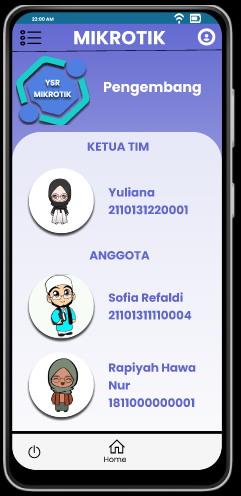 22:00 AM
MIKROTIK
YSR
MIKROTIK
Pengembang
KETUA TIM
Yuliana
2110131220001
ANGGOTA
Sofia Refaldi
21101311110004
Rapiyah Hawa
Nur
1811000000001
Home